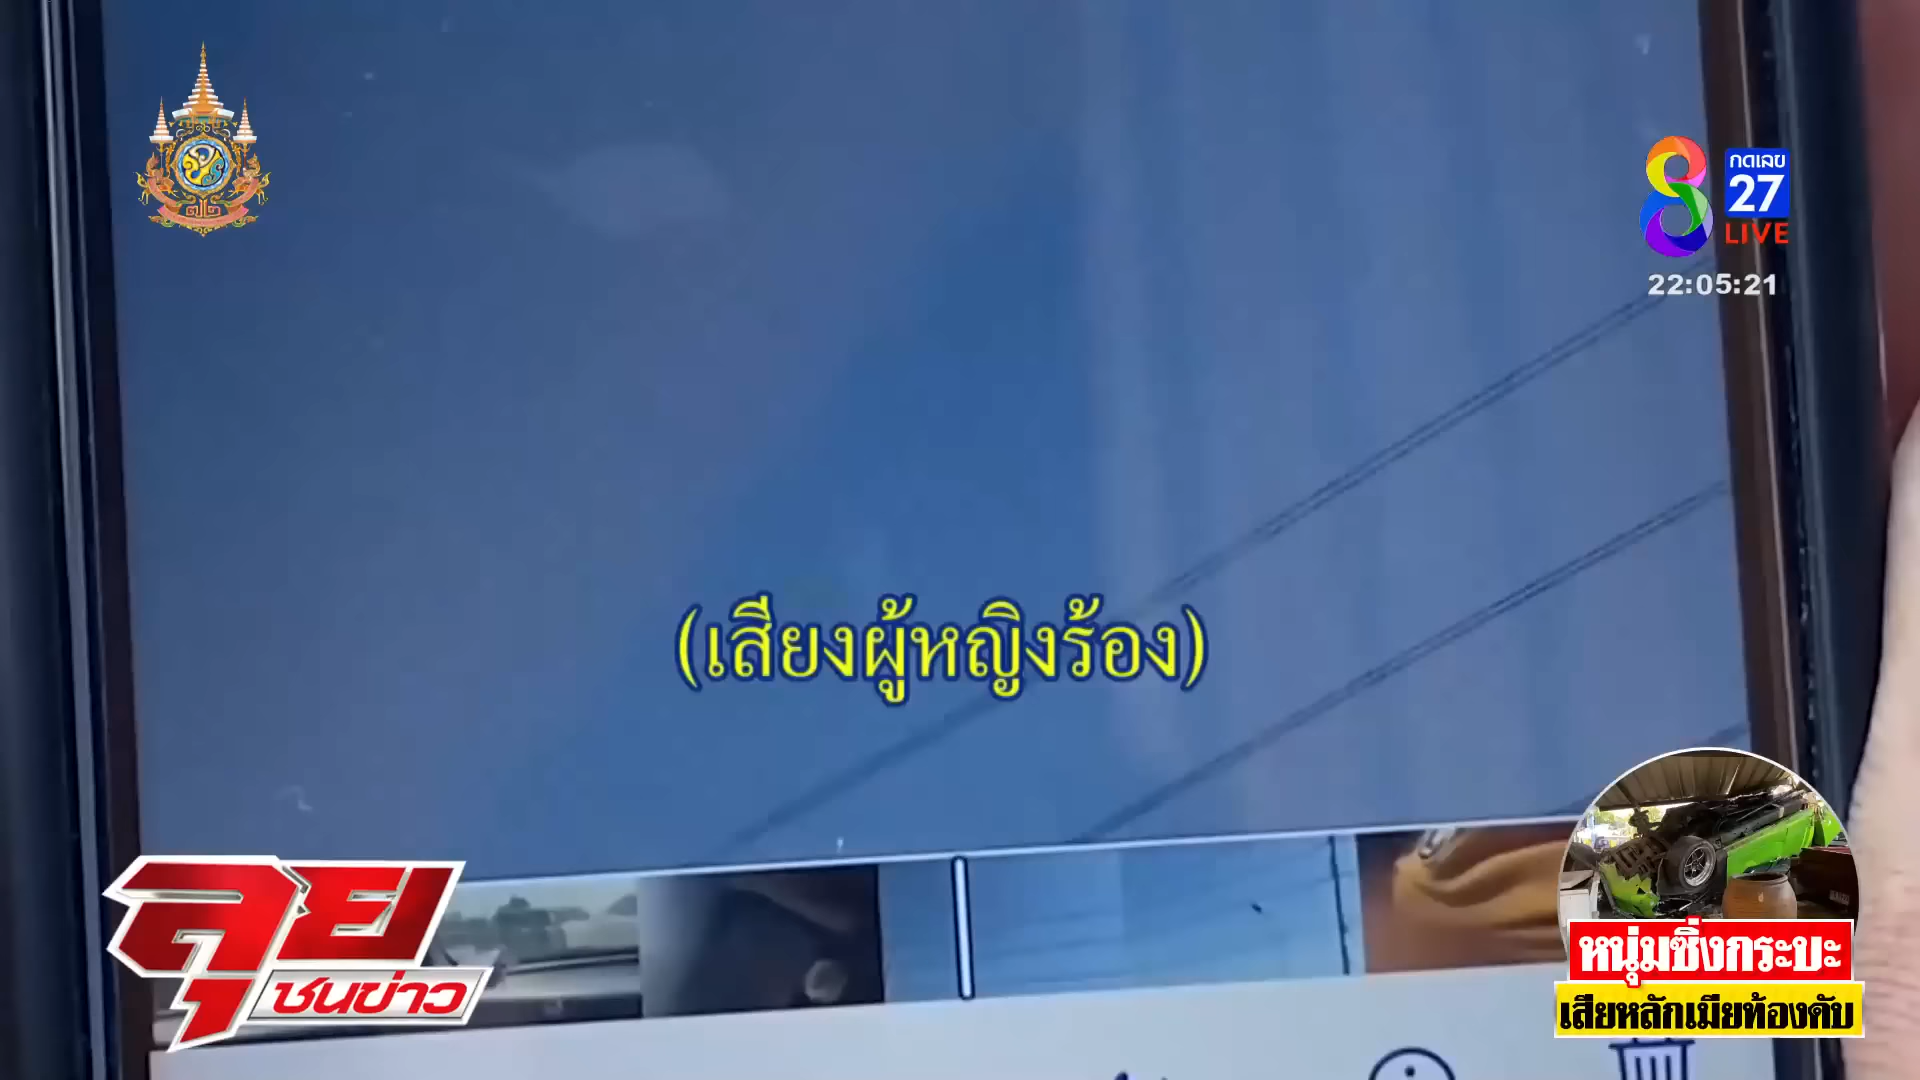 กดเลข
27
LIVE
22:05:21
(เสียงผู้หญิงร้อง)
ลุย
ชนข่าว
หนุ่มซิ่งกระบะ
เสียหลักเมียท้องดับ